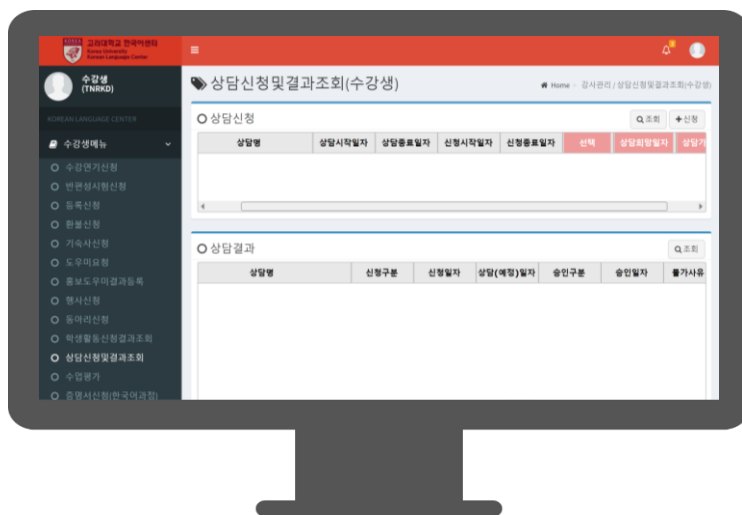 고려대학교 한국어센터
Korea University
Korean Language Center
수강생
(TNRKD)
KOREAN LANGUAGE CENTER
수강생메뉴
수강연기신청
반편성시험신청
등록신청
환불신청
기숙사신청
도우미요청
홍보도우미결과등록
행사신청
동아리신청
학생활동신청결과조회
상담신청및결과조회
수업평가
증명서신청(한국어과정)
상담신청및결과조회(수강생)
Home - 강사관리 / 상담신청및결과조회(수강생)
상담신청
조회 신청
상담명 상담시작일자 상담종료일자 신청시작일자 신청종료일자 선택 상담희망일자 상담기
상담결과
조회
상담명 신청구분 신청일자 상담(예정)일자 승인구분 승인일자 불가사유